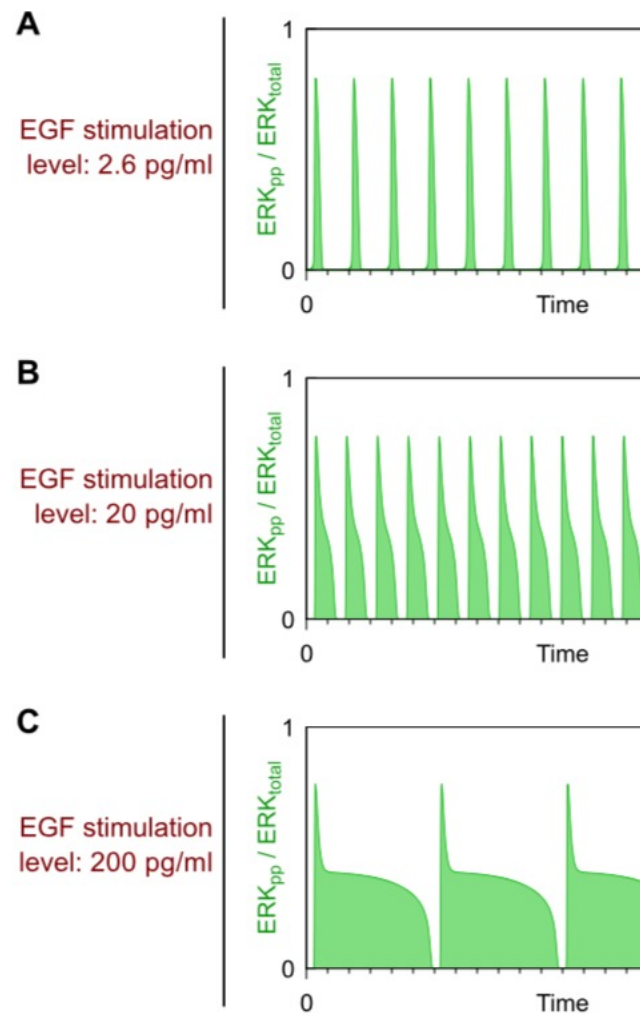 A
1
EGF stimulation
level: 2.6 pg/ml
ERKpp / ERKtotal
0
0
Time
B
1
EGF stimulation
level: 20 pg/ml
ERKpp / ERKtotal
0
0
Time
C
1
EGF stimulation
level: 200 pg/ml
ERKpp / ERKtotal
0
0
Time